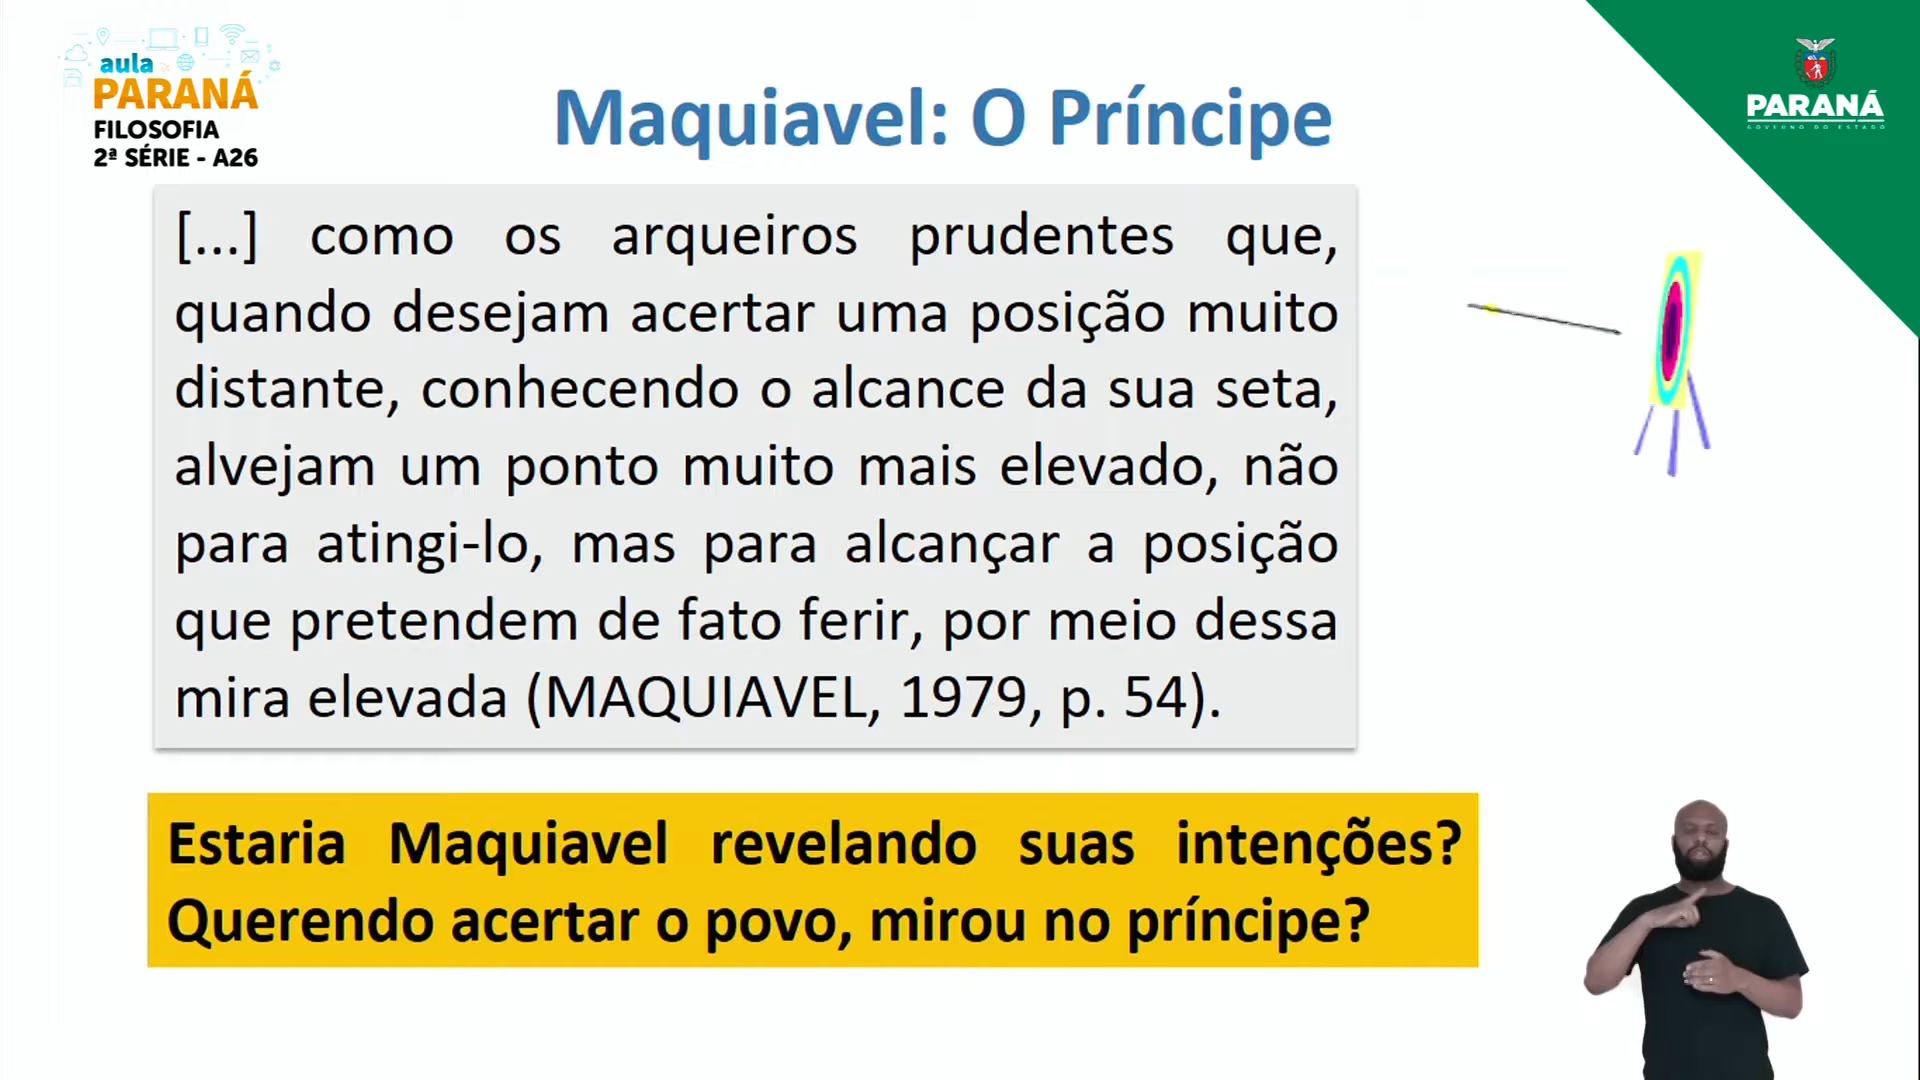 aula
PARANÁ
FILOSOFIA
2ª SÉRIE - A26
Maquiavel: O Príncipe
PARANÁ
GOVERNO DO ESTADO
[...] como os arqueiros prudentes que,
quando desejam acertar uma posição muito
distante, conhecendo o alcance da sua seta,
alvejam um ponto muito mais elevado, não
para atingi-lo, mas para alcançar a posição
que pretendem de fato ferir, por meio dessa
mira elevada (MAQUIAVEL, 1979, p. 54).
Estaria Maquiavel revelando suas intenções?
Querendo acertar o povo, mirou no príncipe?